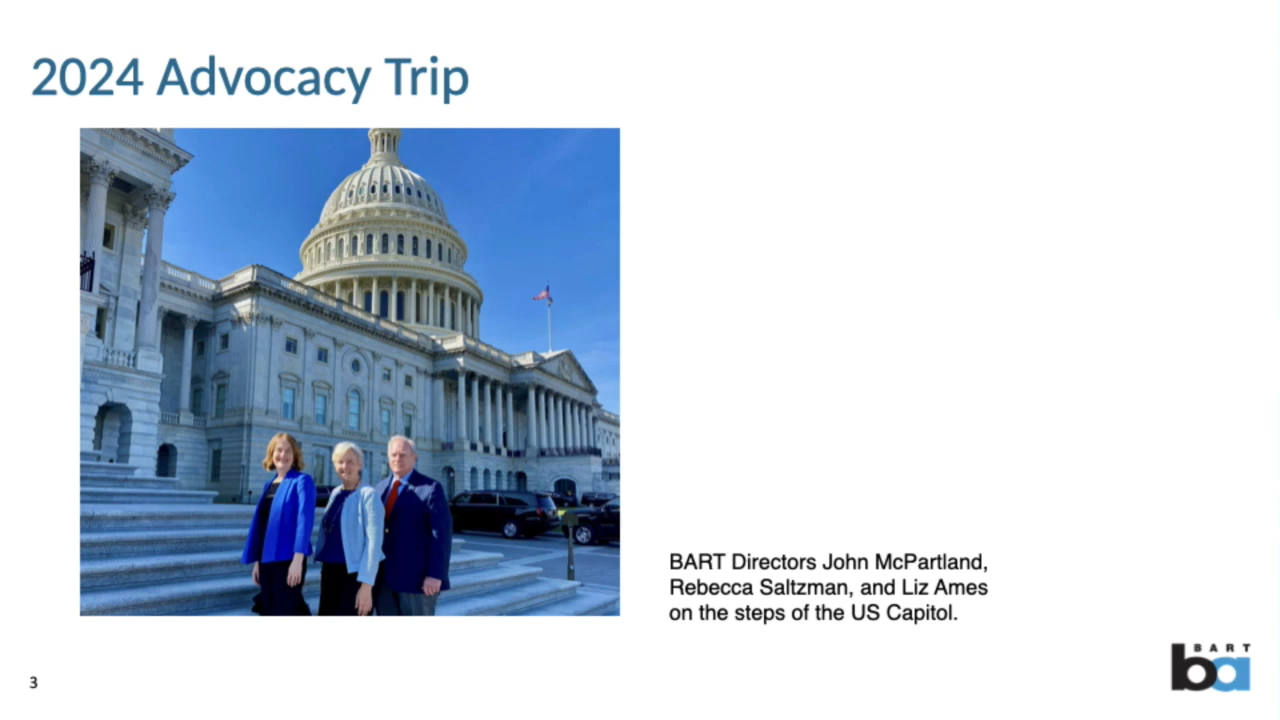 2024 Advocacy Trip
BART Directors John McPartland,
Rebecca Saltzman, and Liz Ames
on the steps of the US Capitol.
BART
ba
3